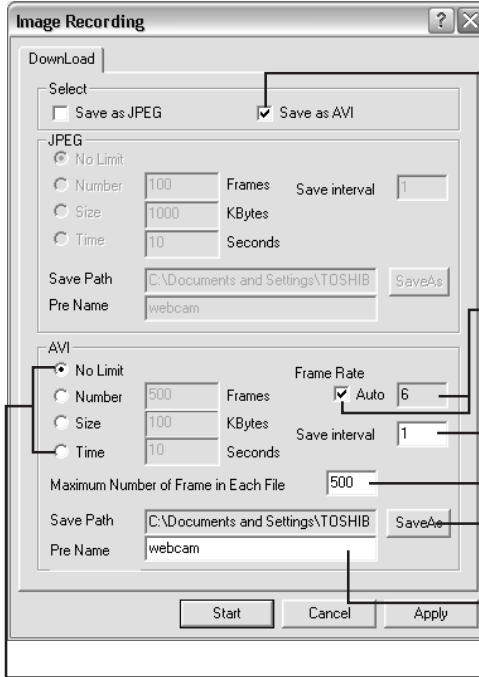 Image Recording
DownLoad
Select
Save as JPEG Save as AVI
JPEG
No Limit
Number 100 Frames Save interval 1
Size 1000 KBytes
Time 10 Seconds
Save Path C:\Documents and Settings\TOSHIB SaveAs
Pre Name webcam
AVI
No Limit Frame Rate
Number 500 Frames Auto 6
Size 100 KBytes
Save interval 1
Time 10 Seconds
Maximum Number of Frame in Each File 500
Save Path C:\Documents and Settings\TOSHIB SaveAs
Pre Name webcam
Start Cancel Apply